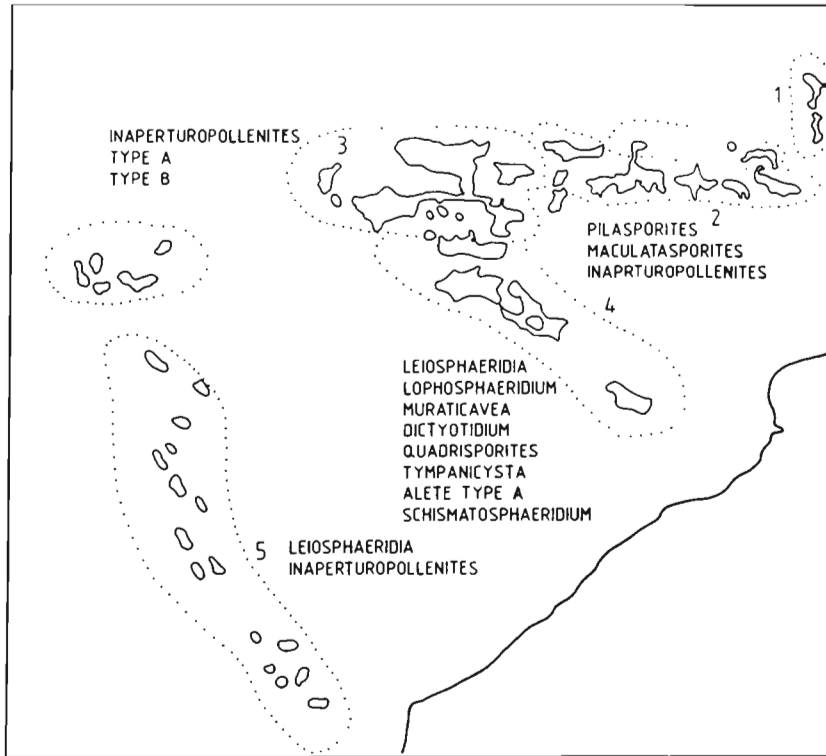 1
INAPERTUROPOLLENITES
TYPE A
TYPE B
3
2
PILASPORITES
MACULATASPORITES
INAPRTUROPOLLENITES
4
LEIOSPHAERIDIA
LOPHOSPHAERIDIUM
MURATICAVEA
DICTYOTIDIUM
QUADRISPORITES
TYMPANICYSTA
ALETE TYPE A
SCHISMATOSPHAERIDIUM
5 LEIOSPHAERIDIA
INAPERTUROPOLLENITES